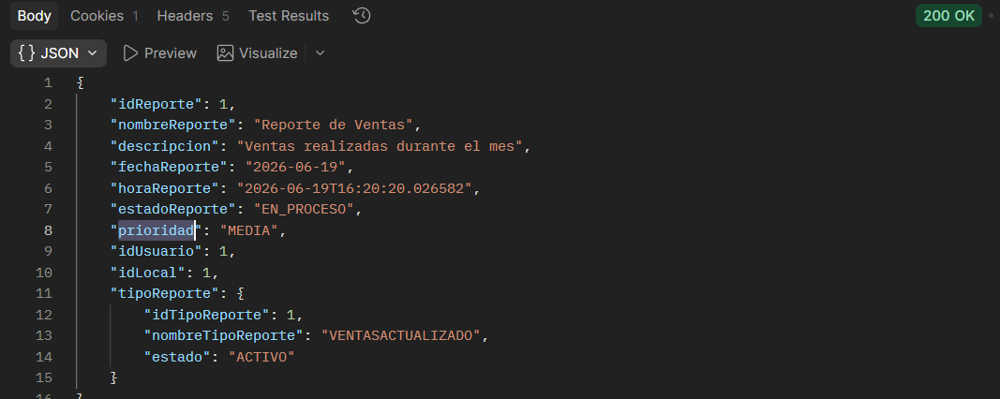 Body Cookies 1 Headers 5 Test Results 200 OK
{ } JSON Preview Visualize
1 {
2 "idReporte": 1,
3 "nombreReporte": "Reporte de Ventas",
4 "descripcion": "Ventas realizadas durante el mes",
5 "fechaReporte": "2026-06-19",
6 "horaReporte": "2026-06-19T16:20:20.026582",
7 "estadoReporte": "EN_PROCESO",
8 "prioridad": "MEDIA",
9 "idUsuario": 1,
10 "idLocal": 1,
11 "tipoReporte": {
12 "idTipoReporte": 1,
13 "nombreTipoReporte": "VENTASACTUALIZADO",
14 "estado": "ACTIVO"
15 }
16 }